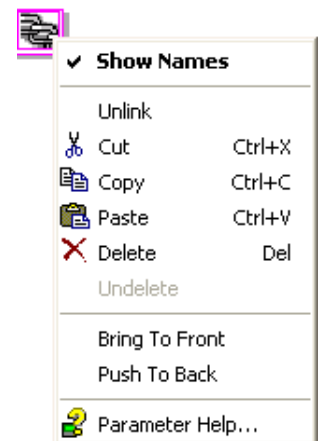 Show Names
Unlink
Cut Ctrl+X
Copy Ctrl+C
Paste Ctrl+V
Delete Del
Undelete
Bring To Front
Push To Back
Parameter Help...